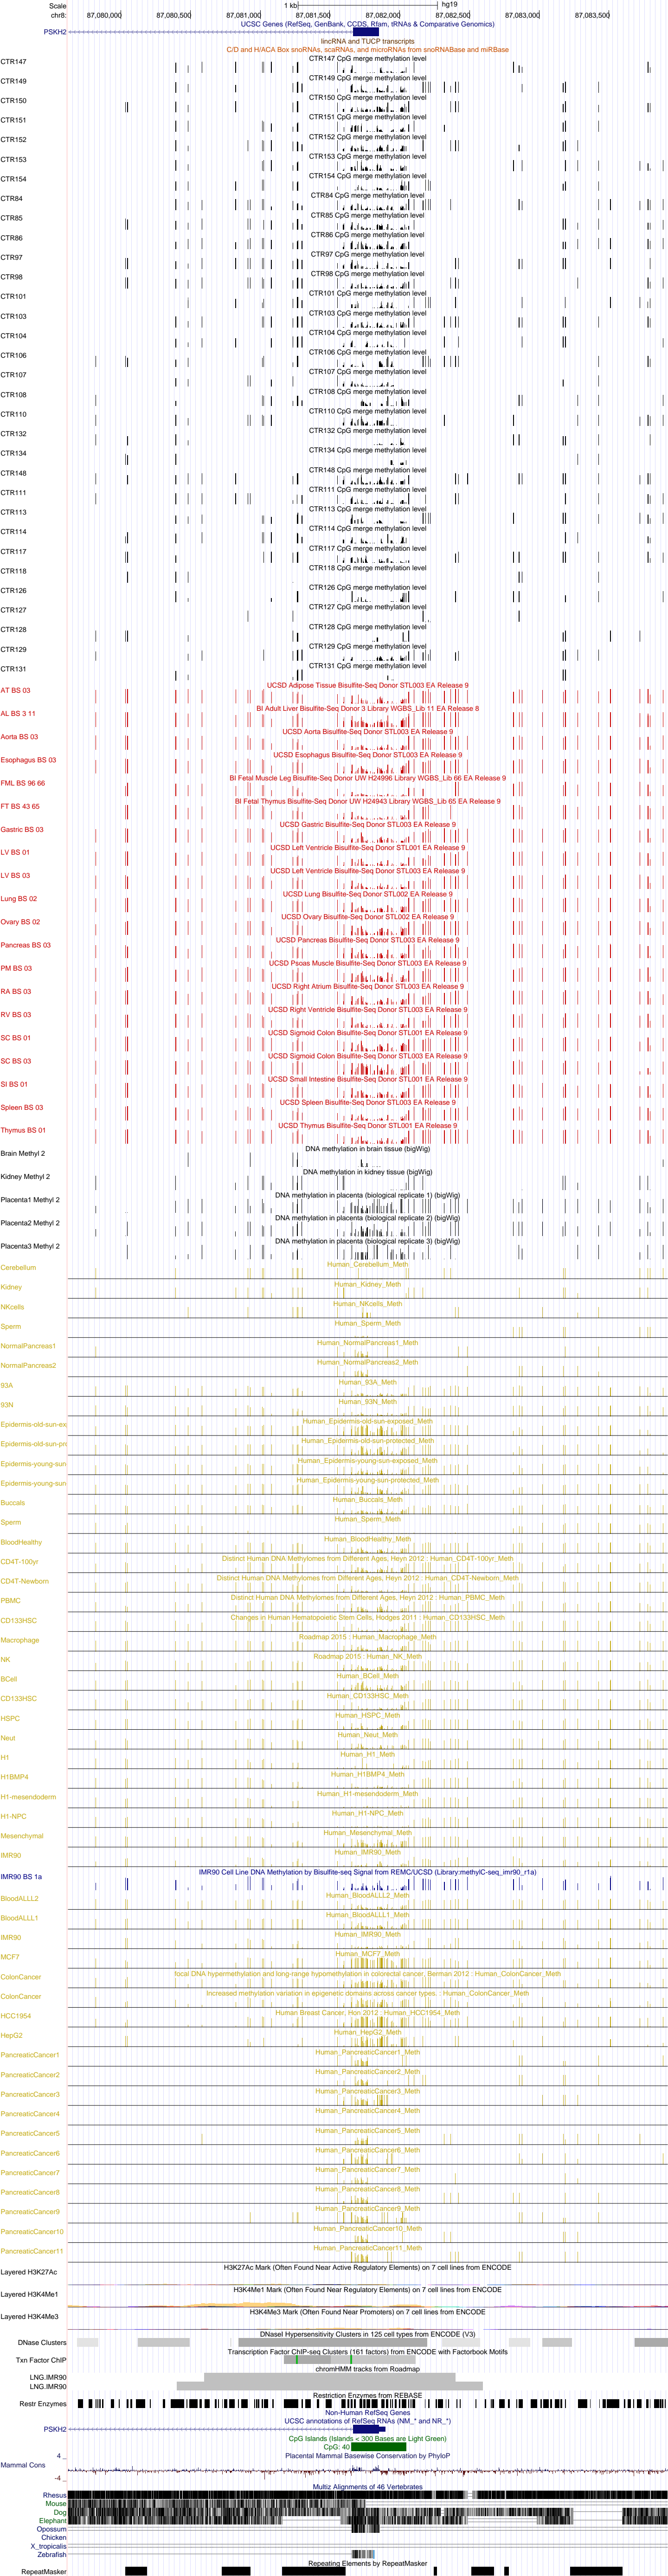 Scale 1 kb hg19
chr8: 87,080,000 87,080,500 87,081,000 87,081,500 87,082,000 87,082,500 87,083,000 87,083,500
UCSC Genes (RefSeq, GenBank, CCDS, Rfam, tRNAs & Comparative Genomics)
PSKH2
lincRNA and TUCP transcripts
C/D and H/ACA Box snoRNAs, scaRNAs, and microRNAs from snoRNABase and miRBase
CTR147 CpG merge methylation level
CTR147
CTR149 CpG merge methylation level
CTR149
CTR150 CpG merge methylation level
CTR150
CTR151 CpG merge methylation level
CTR151
CTR152 CpG merge methylation level
CTR152
CTR153 CpG merge methylation level
CTR153
CTR154 CpG merge methylation level
CTR154
CTR84 CpG merge methylation level
CTR84
CTR85 CpG merge methylation level
CTR85
CTR86 CpG merge methylation level
CTR86
CTR97 CpG merge methylation level
CTR97
CTR98 CpG merge methylation level
CTR98
CTR101 CpG merge methylation level
CTR101
CTR103 CpG merge methylation level
CTR103
CTR104 CpG merge methylation level
CTR104
CTR106 CpG merge methylation level
CTR106
CTR107 CpG merge methylation level
CTR107
CTR108 CpG merge methylation level
CTR108
CTR110 CpG merge methylation level
CTR110
CTR132 CpG merge methylation level
CTR132
CTR134 CpG merge methylation level
CTR134
CTR148 CpG merge methylation level
CTR148
CTR111 CpG merge methylation level
CTR111
CTR113 CpG merge methylation level
CTR113
CTR114 CpG merge methylation level
CTR114
CTR117 CpG merge methylation level
CTR117
CTR118 CpG merge methylation level
CTR118
CTR126 CpG merge methylation level
CTR126
CTR127 CpG merge methylation level
CTR127
CTR128 CpG merge methylation level
CTR128
CTR129 CpG merge methylation level
CTR129
CTR131 CpG merge methylation level
CTR131
UCSD Adipose Tissue Bisulfite-Seq Donor STL003 EA Release 9
AT BS 03
BI Adult Liver Bisulfite-Seq Donor 3 Library WGBS_Lib 11 EA Release 8
AL BS 3 11
UCSD Aorta Bisulfite-Seq Donor STL003 EA Release 9
Aorta BS 03
UCSD Esophagus Bisulfite-Seq Donor STL003 EA Release 9
Esophagus BS 03
BI Fetal Muscle Leg Bisulfite-Seq Donor UW H24996 Library WGBS_Lib 66 EA Release 9
FML BS 96 66
BI Fetal Thymus Bisulfite-Seq Donor UW H24943 Library WGBS_Lib 65 EA Release 9
FT BS 43 65
UCSD Gastric Bisulfite-Seq Donor STL003 EA Release 9
Gastric BS 03
UCSD Left Ventricle Bisulfite-Seq Donor STL001 EA Release 9
LV BS 01
UCSD Left Ventricle Bisulfite-Seq Donor STL003 EA Release 9
LV BS 03
UCSD Lung Bisulfite-Seq Donor STL002 EA Release 9
Lung BS 02
UCSD Ovary Bisulfite-Seq Donor STL002 EA Release 9
Ovary BS 02
UCSD Pancreas Bisulfite-Seq Donor STL003 EA Release 9
Pancreas BS 03
UCSD Psoas Muscle Bisulfite-Seq Donor STL003 EA Release 9
PM BS 03
UCSD Right Atrium Bisulfite-Seq Donor STL003 EA Release 9
RA BS 03
UCSD Right Ventricle Bisulfite-Seq Donor STL003 EA Release 9
RV BS 03
UCSD Sigmoid Colon Bisulfite-Seq Donor STL001 EA Release 9
SC BS 01
UCSD Sigmoid Colon Bisulfite-Seq Donor STL003 EA Release 9
SC BS 03
UCSD Small Intestine Bisulfite-Seq Donor STL001 EA Release 9
SI BS 01
UCSD Spleen Bisulfite-Seq Donor STL003 EA Release 9
Spleen BS 03
UCSD Thymus Bisulfite-Seq Donor STL001 EA Release 9
Thymus BS 01
DNA methylation in brain tissue (bigWig)
Brain Methyl 2
DNA methylation in kidney tissue (bigWig)
Kidney Methyl 2
DNA methylation in placenta (biological replicate 1) (bigWig)
Placenta1 Methyl 2
DNA methylation in placenta (biological replicate 2) (bigWig)
Placenta2 Methyl 2
DNA methylation in placenta (biological replicate 3) (bigWig)
Placenta3 Methyl 2
Human_Cerebellum_Meth
Cerebellum
Human_Kidney_Meth
Kidney
Human_NKcells_Meth
NKcells
Human_Sperm_Meth
Sperm
Human_NormalPancreas1_Meth
NormalPancreas1
Human_NormalPancreas2_Meth
NormalPancreas2
Human_93A_Meth
93A
Human_93N_Meth
93N
Human_Epidermis-old-sun-exposed_Meth
Epidermis-old-sun-ex
Human_Epidermis-old-sun-protected_Meth
Epidermis-old-sun-pr
Human_Epidermis-young-sun-exposed_Meth
Epidermis-young-sun
Human_Epidermis-young-sun-protected_Meth
Epidermis-young-sun
Human_Buccals_Meth
Buccals
Human_Sperm_Meth
Sperm
Human_BloodHealthy_Meth
BloodHealthy
Distinct Human DNA Methylomes from Different Ages, Heyn 2012 : Human_CD4T-100yr_Meth
CD4T-100yr
Distinct Human DNA Methylomes from Different Ages, Heyn 2012 : Human_CD4T-Newborn_Meth
CD4T-Newborn
Distinct Human DNA Methylomes from Different Ages, Heyn 2012 : Human_PBMC_Meth
PBMC
Changes in Human Hematopoietic Stem Cells, Hodges 2011 : Human_CD133HSC_Meth
CD133HSC
Roadmap 2015 : Human_Macrophage_Meth
Macrophage
Roadmap 2015 : Human_NK_Meth
NK
Human_BCell_Meth
BCell
Human_CD133HSC_Meth
CD133HSC
Human_HSPC_Meth
HSPC
Human_Neut_Meth
Neut
Human_H1_Meth
H1
Human_H1BMP4_Meth
H1BMP4
Human_H1-mesendoderm_Meth
H1-mesendoderm
Human_H1-NPC_Meth
H1-NPC
Human_Mesenchymal_Meth
Mesenchymal
Human_IMR90_Meth
IMR90
IMR90 Cell Line DNA Methylation by Bisulfite-seq Signal from REMC/UCSD (Library:methylC-seq_imr90_r1a)
IMR90 BS 1a
Human_BloodALLL2_Meth
BloodALLL2
Human_BloodALLL1_Meth
BloodALLL1
Human_IMR90_Meth
IMR90
Human_MCF7_Meth
MCF7
focal DNA hypermethylation and long-range hypomethylation in colorectal cancer, Berman 2012 : Human_ColonCancer_Meth
ColonCancer
Increased methylation variation in epigenetic domains across cancer types. : Human_ColonCancer_Meth
ColonCancer
Human Breast Cancer, Hon 2012 : Human_HCC1954_Meth
HCC1954
Human_HepG2_Meth
HepG2
Human_PancreaticCancer1_Meth
PancreaticCancer1
Human_PancreaticCancer2_Meth
PancreaticCancer2
Human_PancreaticCancer3_Meth
PancreaticCancer3
Human_PancreaticCancer4_Meth
PancreaticCancer4
Human_PancreaticCancer5_Meth
PancreaticCancer5
Human_PancreaticCancer6_Meth
PancreaticCancer6
Human_PancreaticCancer7_Meth
PancreaticCancer7
Human_PancreaticCancer8_Meth
PancreaticCancer8
Human_PancreaticCancer9_Meth
PancreaticCancer9
Human_PancreaticCancer10_Meth
PancreaticCancer10
Human_PancreaticCancer11_Meth
PancreaticCancer11
H3K27Ac Mark (Often Found Near Active Regulatory Elements) on 7 cell lines from ENCODE
Layered H3K27Ac
H3K4Me1 Mark (Often Found Near Regulatory Elements) on 7 cell lines from ENCODE
Layered H3K4Me1
H3K4Me3 Mark (Often Found Near Promoters) on 7 cell lines from ENCODE
Layered H3K4Me3
DNaseI Hypersensitivity Clusters in 125 cell types from ENCODE (V3)
DNase Clusters
Transcription Factor ChIP-seq Clusters (161 factors) from ENCODE with Factorbook Motifs
Txn Factor ChIP
chromHMM tracks from Roadmap
LNG.IMR90
LNG.IMR90
Restriction Enzymes from REBASE
Restr Enzymes
Non-Human RefSeq Genes
UCSC annotations of RefSeq RNAs (NM_* and NR_*)
PSKH2
CpG Islands (Islands < 300 Bases are Light Green)
CpG: 40
Placental Mammal Basewise Conservation by PhyloP
4 _
Mammal Cons
-4 _
Multiz Alignments of 46 Vertebrates
Rhesus
Mouse
Dog
Elephant
Opossum
Chicken
X_tropicalis
Zebrafish
Repeating Elements by RepeatMasker
RepeatMasker